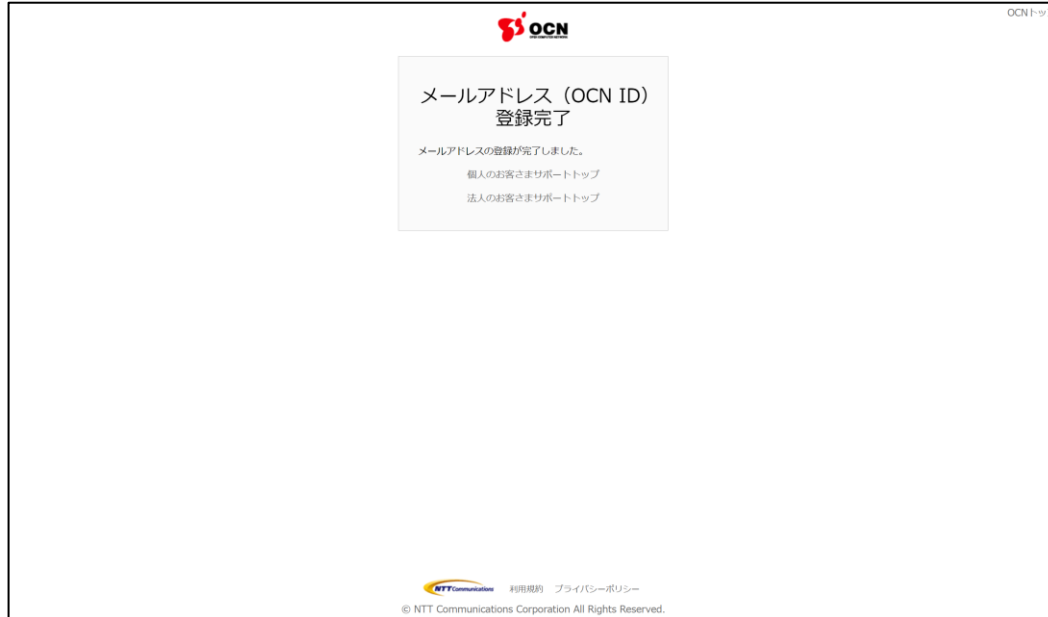 OCNトップ
OCN
OPEN COMPUTER NETWORK
メールアドレス（OCN ID）
登録完了
メールアドレスの登録が完了しました。
個人のお客さまサポートトップ
法人のお客さまサポートトップ
NTT Communications 利用規約 プライバシーポリシー
© NTT Communications Corporation All Rights Reserved.